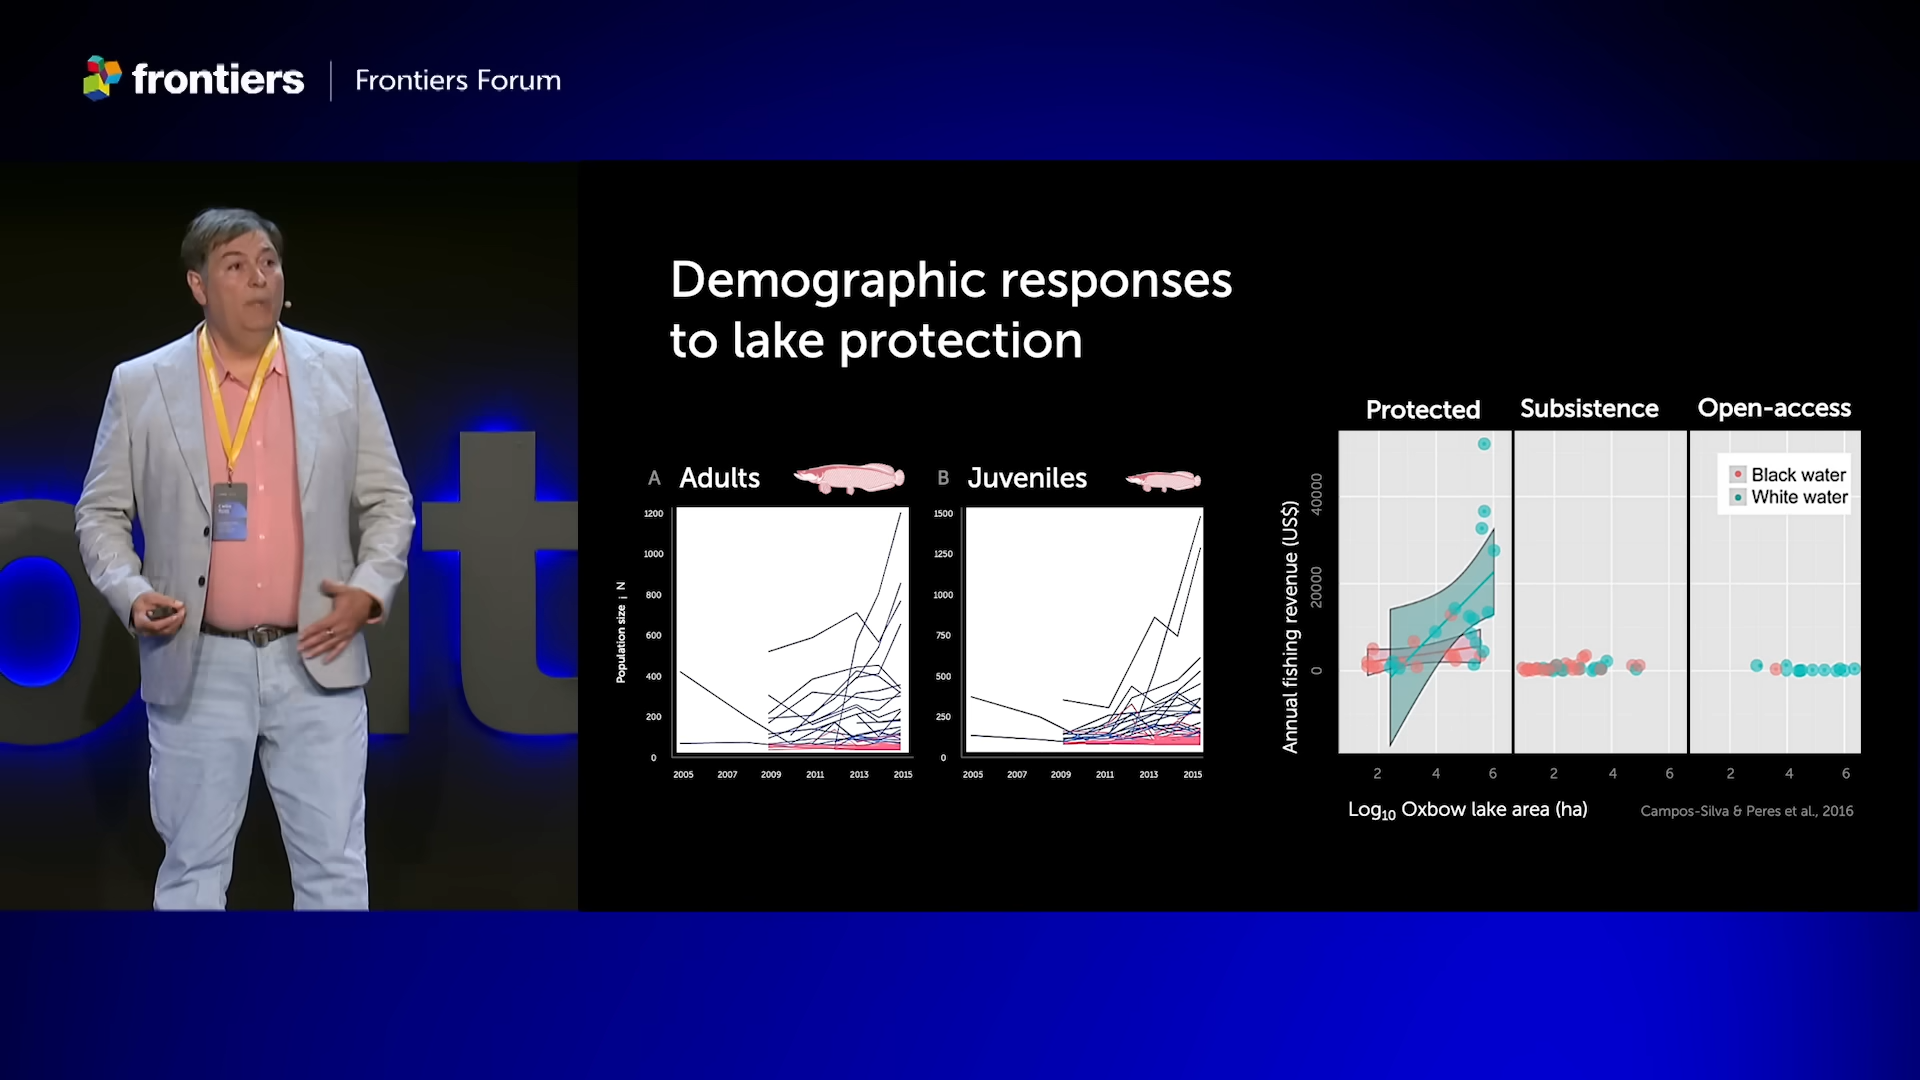 frontiers
Frontiers Forum
Demographic responses
to lake protection
A Adults
B Juveniles
Population size ¡ N
1200
1000
800
600
400
200
0
2005 2007 2009 2011 2013 2015
1500
1250
1000
750
500
250
0
2005 2007 2009 2011 2013 2015
Protected
Subsistence
Open-access
Black water
White water
Annual fishing revenue (US$)
40000
20000
0
2 4 6
2 4 6
2 4 6
Log₁₀ Oxbow lake area (ha)
Campos-Silva & Peres et al., 2016